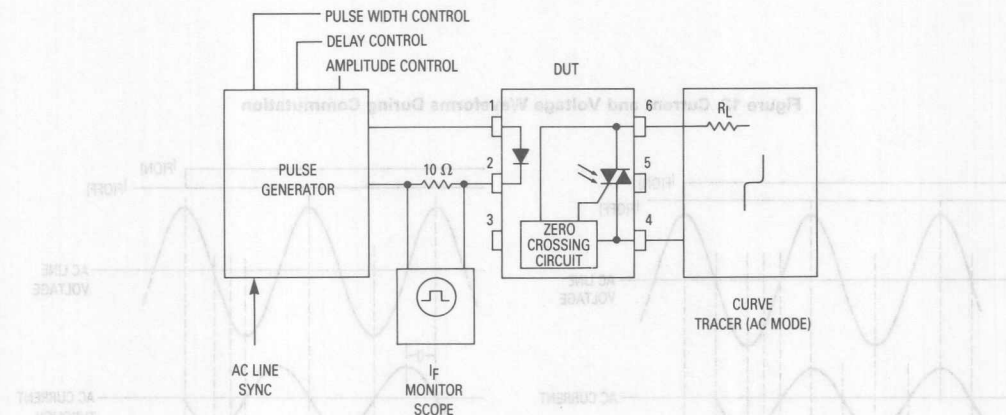 PULSE WIDTH CONTROL
DELAY CONTROL
AMPLITUDE CONTROL
DUT
1
6
RL
PULSE
GENERATOR
10 Ω
2
5
3
4
ZERO
CROSSING
CIRCUIT
CURVE
TRACER (AC MODE)
AC LINE
SYNC
IF
MONITOR
SCOPE